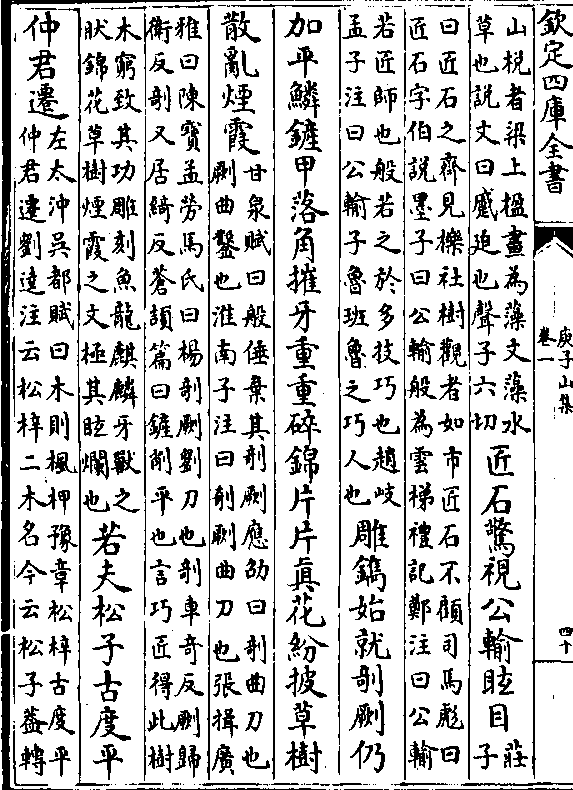 欽定四庫全書
庾子山集
卷一
四十
山棁者梁上楹畫為藻文藻水
草也說文曰慼迫也聲子六切
匠石驚視公輸眩目
莊
子
曰匠石之齊見櫟社樹觀者如市匠石不顧司馬彪曰
匠石字伯說墨子曰公輸般為雲梯禮記鄭注曰公輸
若匠師也般若之於多技巧也趙岐
孟子注曰公輸子魯班魯之巧人也
雕鐫始就剞劂仍
加平鱗鏟甲落角摧牙重重碎錦片片真花紛披草樹
散亂煙霞
甘泉賦曰般倕棄其剞劂應劭曰剞曲刀也
劂曲鑿也淮南子注曰剞劂曲刀也張揖廣
雅曰陳寶孟勞馬氏曰楊剞劂劉刀也剞車奇反劂歸
衛反剞又居綺反蒼頡篇曰鏟削平也言巧匠得此樹
木窮致其功雕刻魚龍麒麟牙獸之
狀錦花草樹煙霞之文極其眩爛也
若夫松子古度平
仲君遷
左太沖吳都賦曰木則楓柙豫章松梓古度平
仲君遷劉逵注云松梓二木名今云松子蓋轉